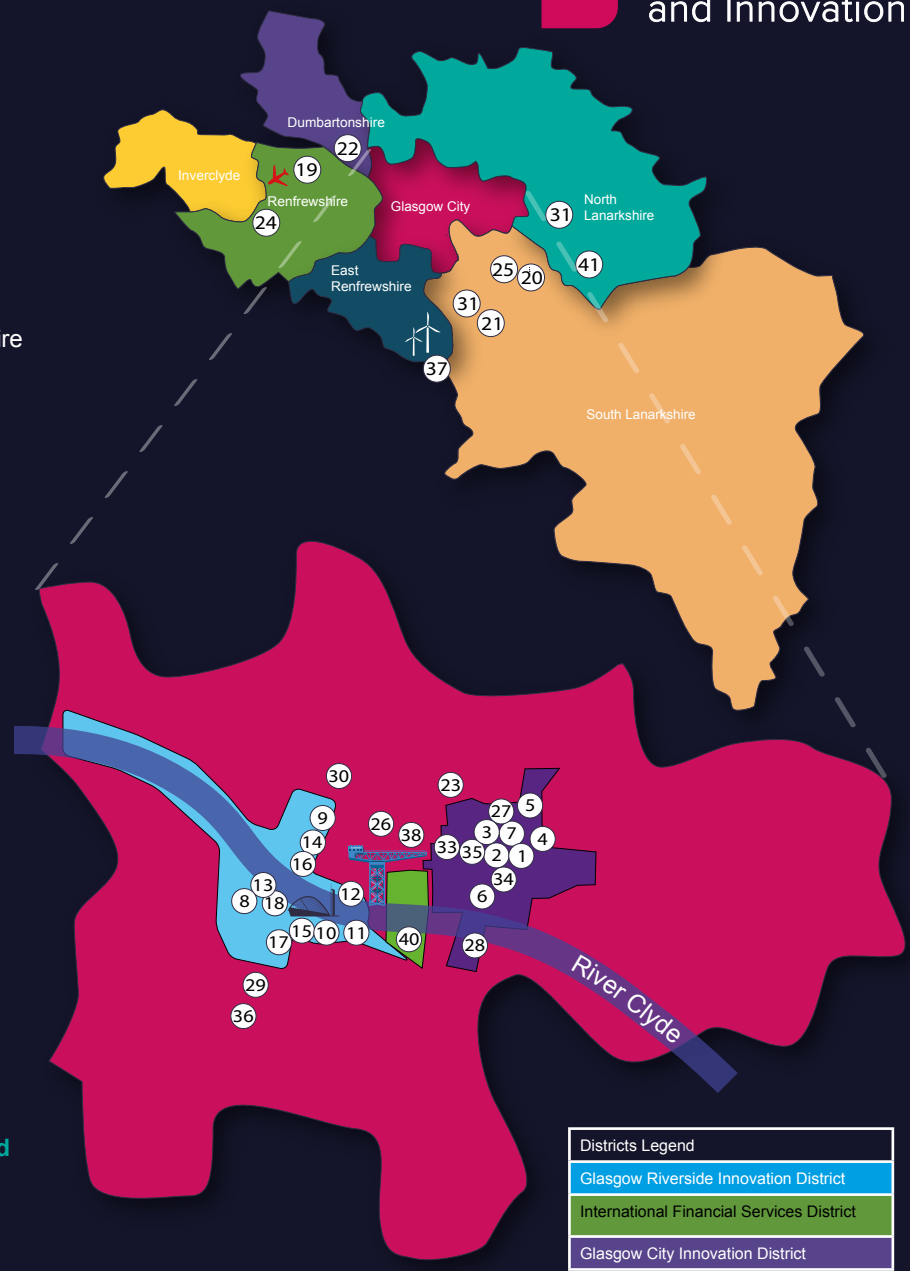 and Innovation
Dumbartonshire
22
Inverclyde
19
Renfrewshire
24
Glasgow City
North
Lanarkshire
31
41
25
20
East
Renfrewshire
31
21
ire
37
South Lanarkshire
30
23
9
5
27
26
38
3
7
4
14
33
35
2
1
16
34
13
12
6
8
18
15
10
11
17
40
28
29
River Clyde
36
d
Districts Legend
Glasgow Riverside Innovation District
International Financial Services District
Glasgow City Innovation District